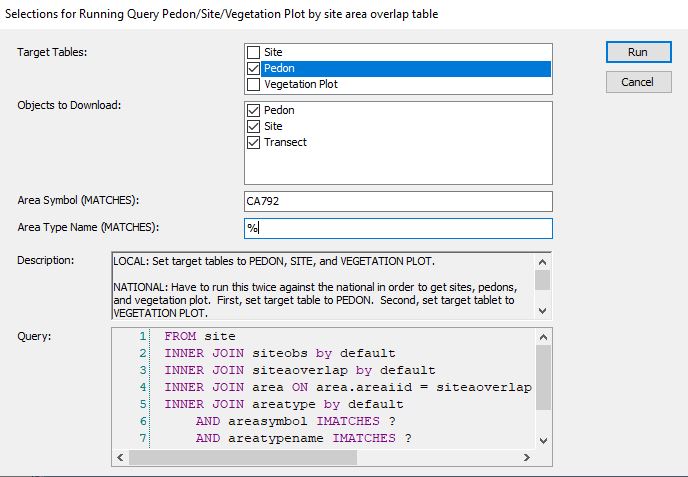 Selections for Running Query Pedon/Site/Vegetation Plot by site area overlap table
Target Tables:
Site
Pedon
Vegetation Plot
Run
Cancel
Objects to Download:
Pedon
Site
Transect
Area Symbol (MATCHES):
CA792
Area Type Name (MATCHES):
%
Description:
LOCAL: Set target tables to PEDON, SITE, and VEGETATION PLOT.
NATIONAL: Have to run this twice against the national in order to get sites, pedons,
and vegetation plot. First, set target table to PEDON. Second, set target tablet to
VEGETATION PLOT.
Query:
1 FROM site
2 INNER JOIN siteobs by default
3 INNER JOIN siteaoverlap by default
4 INNER JOIN area ON area.areaiid = siteaoverlap
5 INNER JOIN areatype by default
6 AND areasymbol IMATCHES ?
7 AND areatypename IMATCHES ?